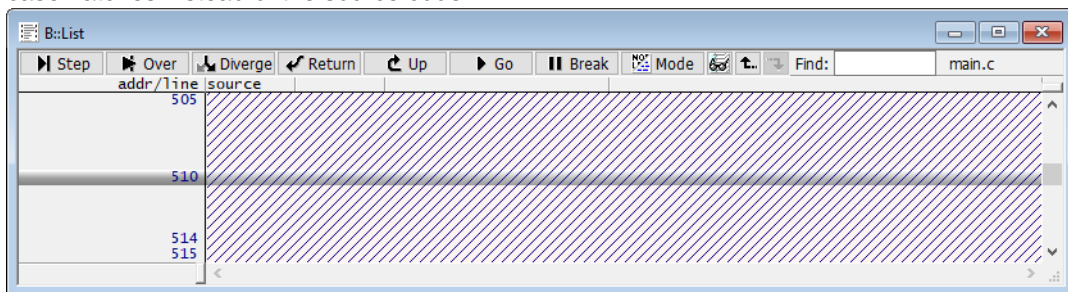 B::List
Step Over Diverge Return Up Go Break Mode t.. Find: main.c
addr/line source
505
510
514
515